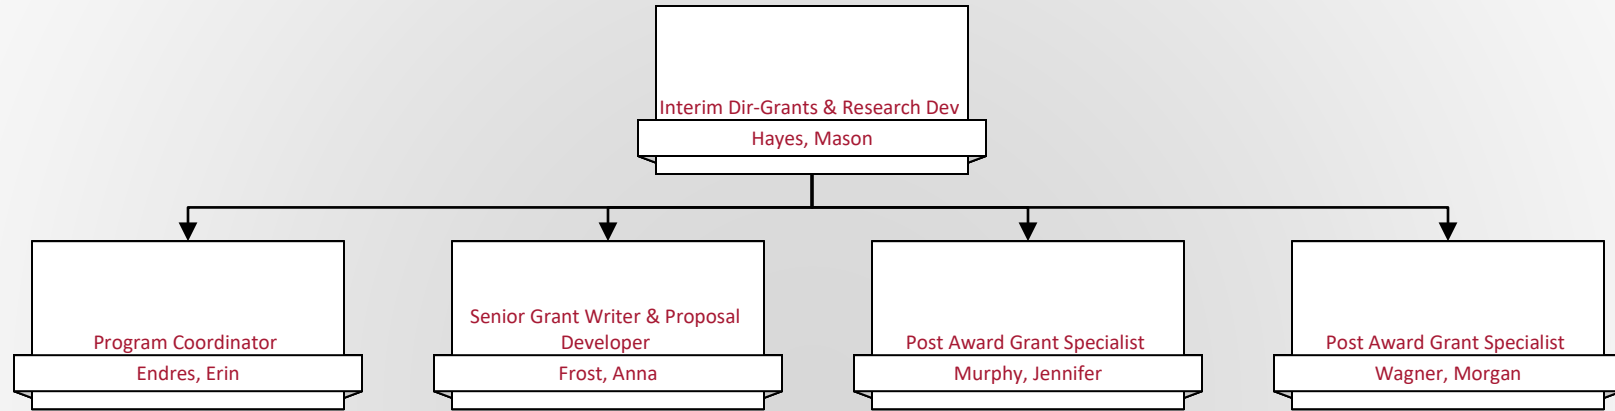 Interim Dir-Grants & Research Dev
Hayes, Mason
Program Coordinator
Endres, Erin
Senior Grant Writer & Proposal
Developer
Frost, Anna
Post Award Grant Specialist
Murphy, Jennifer
Post Award Grant Specialist
Wagner, Morgan